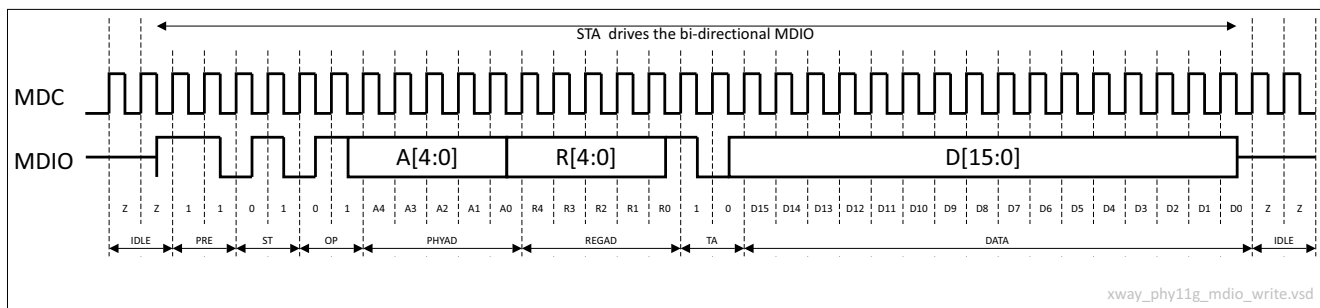 STA drives the bi-directional MDIO
MDC
MDIO A[4:0] R[4:0] D[15:0]
Z Z 1 1 0 1 0 1 A4 A3 A2 A1 A0 R4 R3 R2 R1 R0 1 0 D15 D14 D13 D12 D11 D10 D9 D8 D7 D6 D5 D4 D3 D2 D1 D0 Z Z
IDLE PRE ST OP PHYAD REGAD TA DATA IDLE
xway_phy11g_mdio_write.vsd